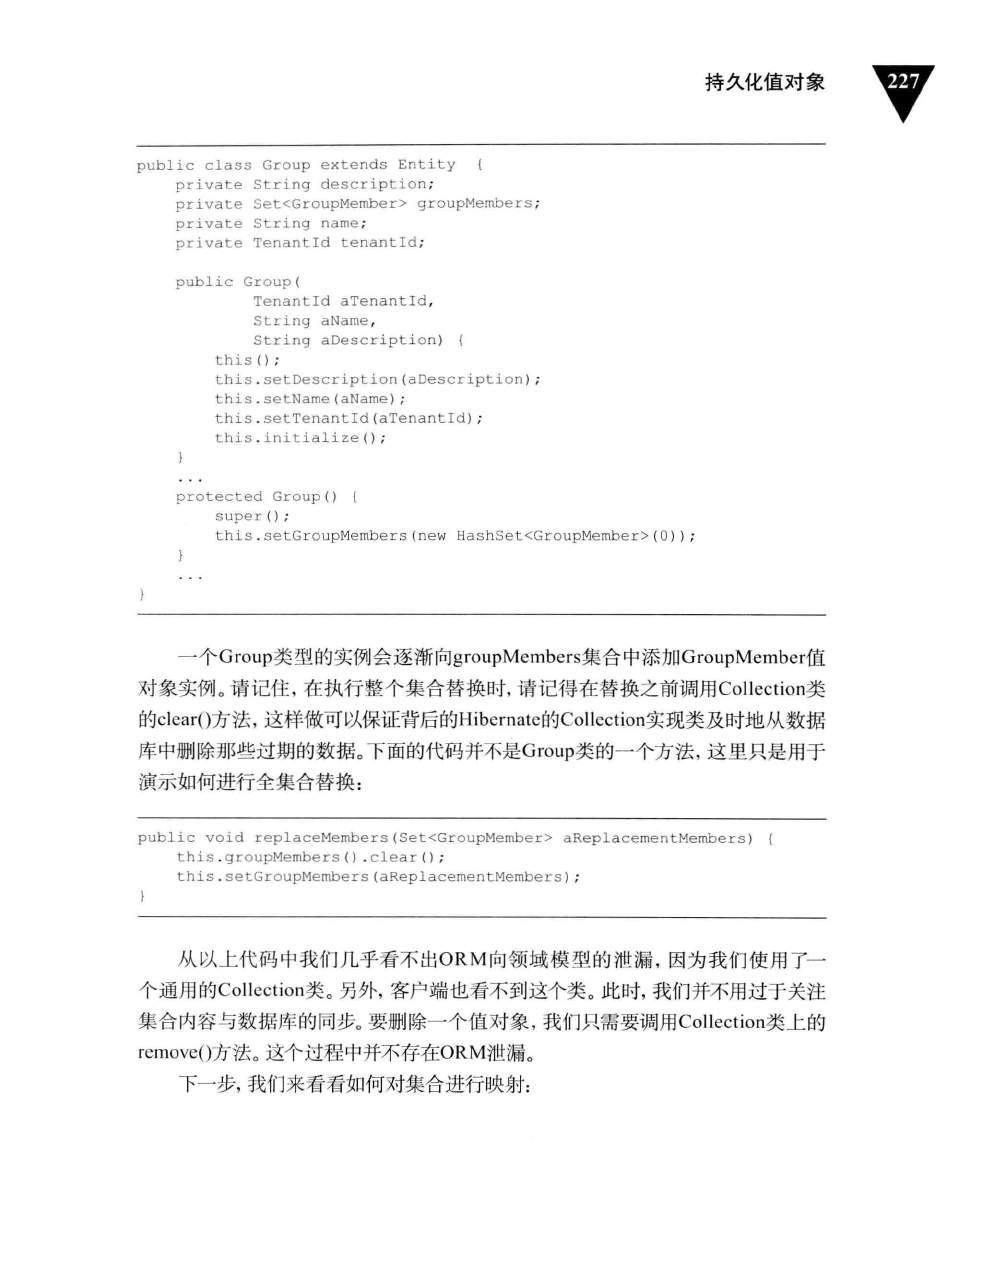 持久化值对象
227
public class Group extends Entity  {
    private String description;
    private Set<GroupMember> groupMembers;
    private String name;
    private TenantId tenantId;
    public Group(
            TenantId aTenantId,
            String aName,
            String aDescription) {
        this();
        this.setDescription(aDescription);
        this.setName(aName);
        this.setTenantId(aTenantId);
        this.initialize();
    }
    ...
    protected Group() {
        super();
        this.setGroupMembers(new HashSet<GroupMember>(0));
    }
    ...
}
一个Group类型的实例会逐渐向groupMembers集合中添加GroupMember值
对象实例。请记住, 在执行整个集合替换时, 请记得在替换之前调用Collection类
的clear()方法, 这样做可以保证背后的Hibernate的Collection实现类及时地从数据
库中删除那些过期的数据。下面的代码并不是Group类的一个方法, 这里只是用于
演示如何进行全集合替换:
public void replaceMembers(Set<GroupMember> aReplacementMembers) {
    this.groupMembers().clear();
    this.setGroupMembers(aReplacementMembers);
}
从以上代码中我们几乎看不出ORM向领域模型的泄漏, 因为我们使用了一
个通用的Collection类。另外, 客户端也看不到这个类。此时, 我们并不用过于关注
集合内容与数据库的同步。要删除一个值对象, 我们只需要调用Collection类上的
remove()方法。这个过程中并不存在ORM泄漏。
下一步, 我们来看看如何对集合进行映射: